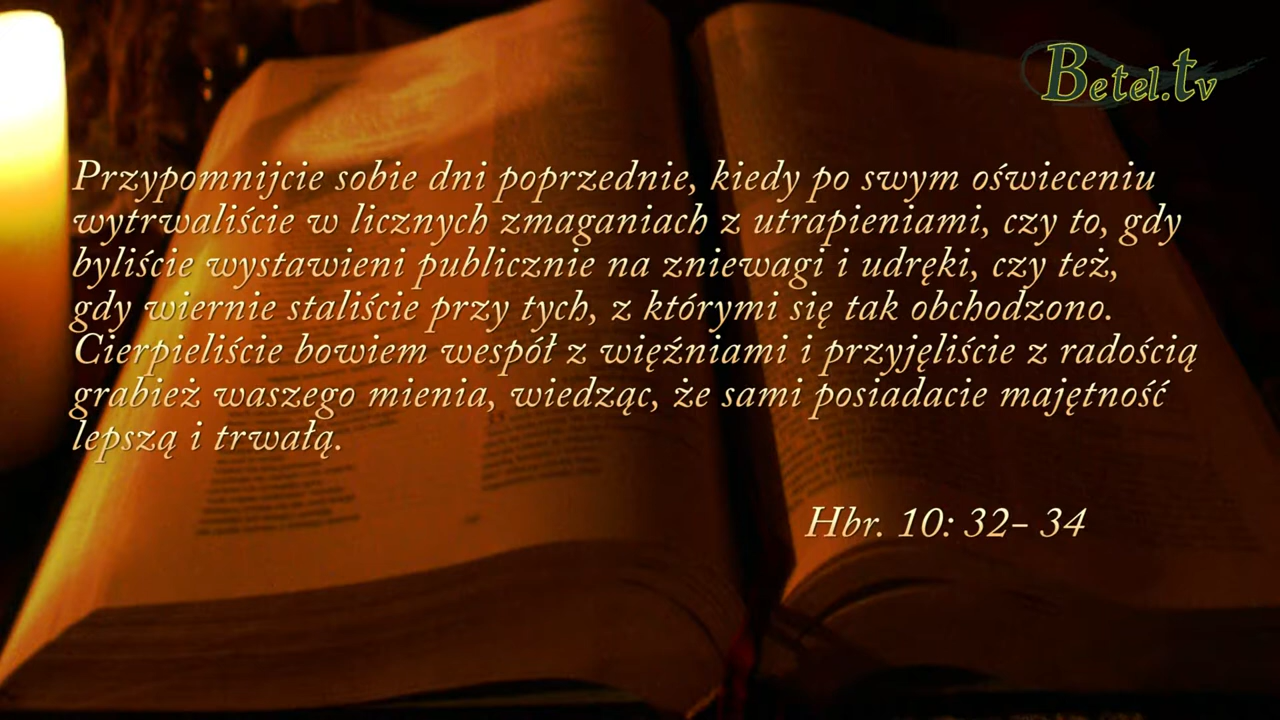 Betel.tv
Przypomnijcie sobie dni poprzednie, kiedy po swym oświeceniu
wytrwaliście w licznych zmaganiach z utrapieniami, czy to, gdy
byliście wystawieni publicznie na zniewagi i udręki, czy też,
gdy wiernie staliście przy tych, z którymi się tak obchodzono.
Cierpieliście bowiem wespół z więźniami i przyjęliście z radością
grabież waszego mienia, wiedząc, że sami posiadacie majętność
lepszą i trwałą.
Hbr. 10: 32- 34